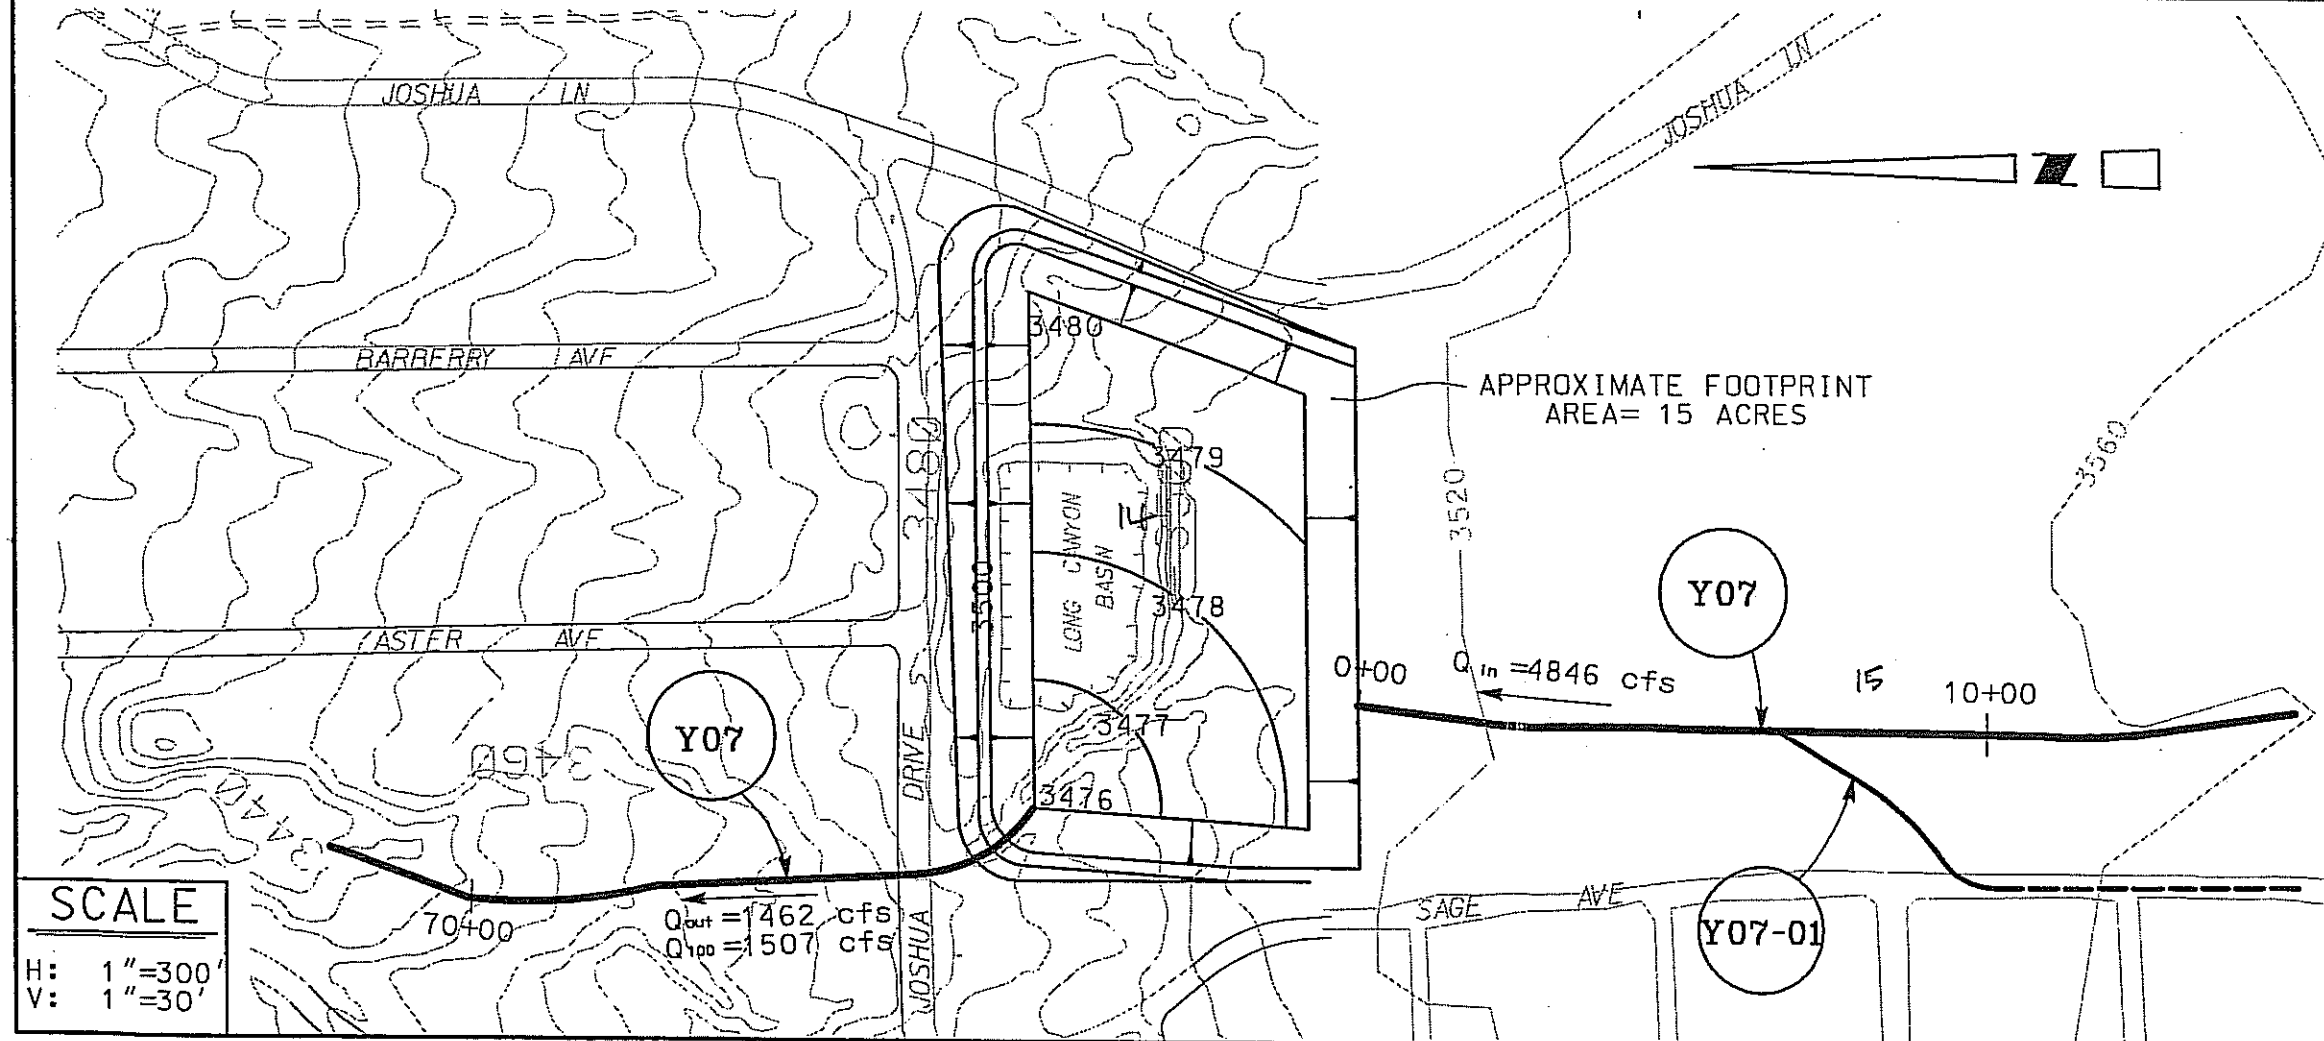 JOSHUA LN
JOSHUA LN
N
BARBERRY AVE
3480
APPROXIMATE FOOTPRINT
AREA= 15 ACRES
3480
3479
3520
3560
LONG CANYON
BASIN
14
3500
3478
Y07
ASTER AVE
0+00
Q in =4846 cfs
15
10+00
Y07
3477
3460
3476
3440
DRIVE
JOSHUA
70+00
Qout =1462 cfs
Q100 =1507 cfs
SAGE AVE
Y07-01
SCALE
H: 1"=300'
V: 1"=30'